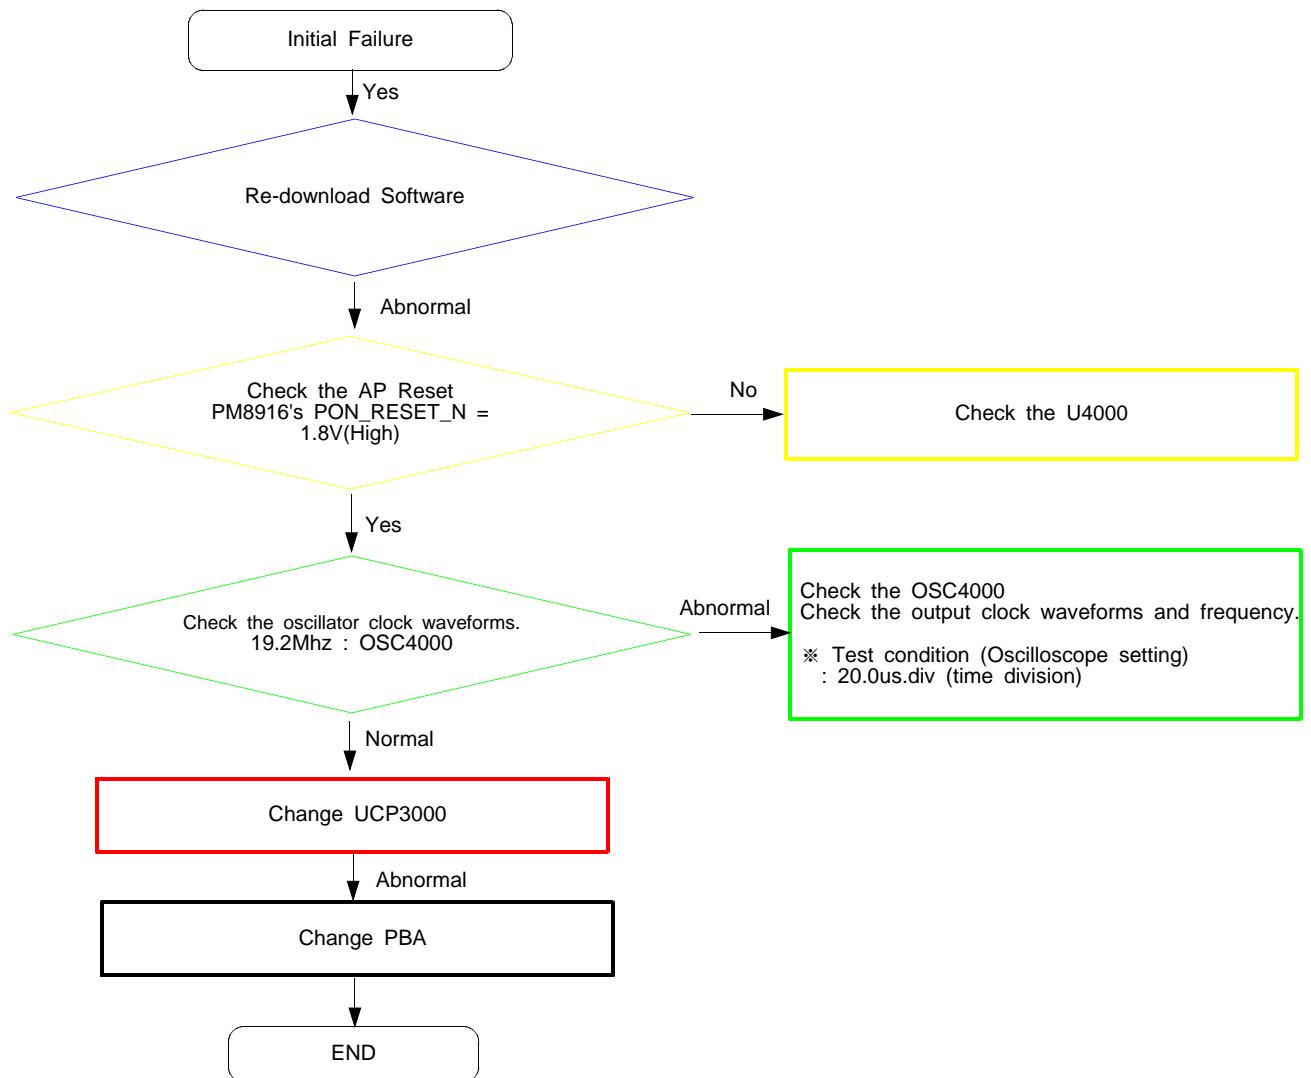 Initial Failure
Yes
Re-download Software
Abnormal
Check the AP Reset
PM8916's PON_RESET_N =
1.8V(High)
No
Check the U4000
Yes
Check the oscillator clock waveforms.
19.2Mhz : OSC4000
Abnormal
Check the OSC4000
Check the output clock waveforms and frequency.
※ Test condition (Oscilloscope setting)
: 20.0us.div (time division)
Normal
Change UCP3000
Abnormal
Change PBA
END